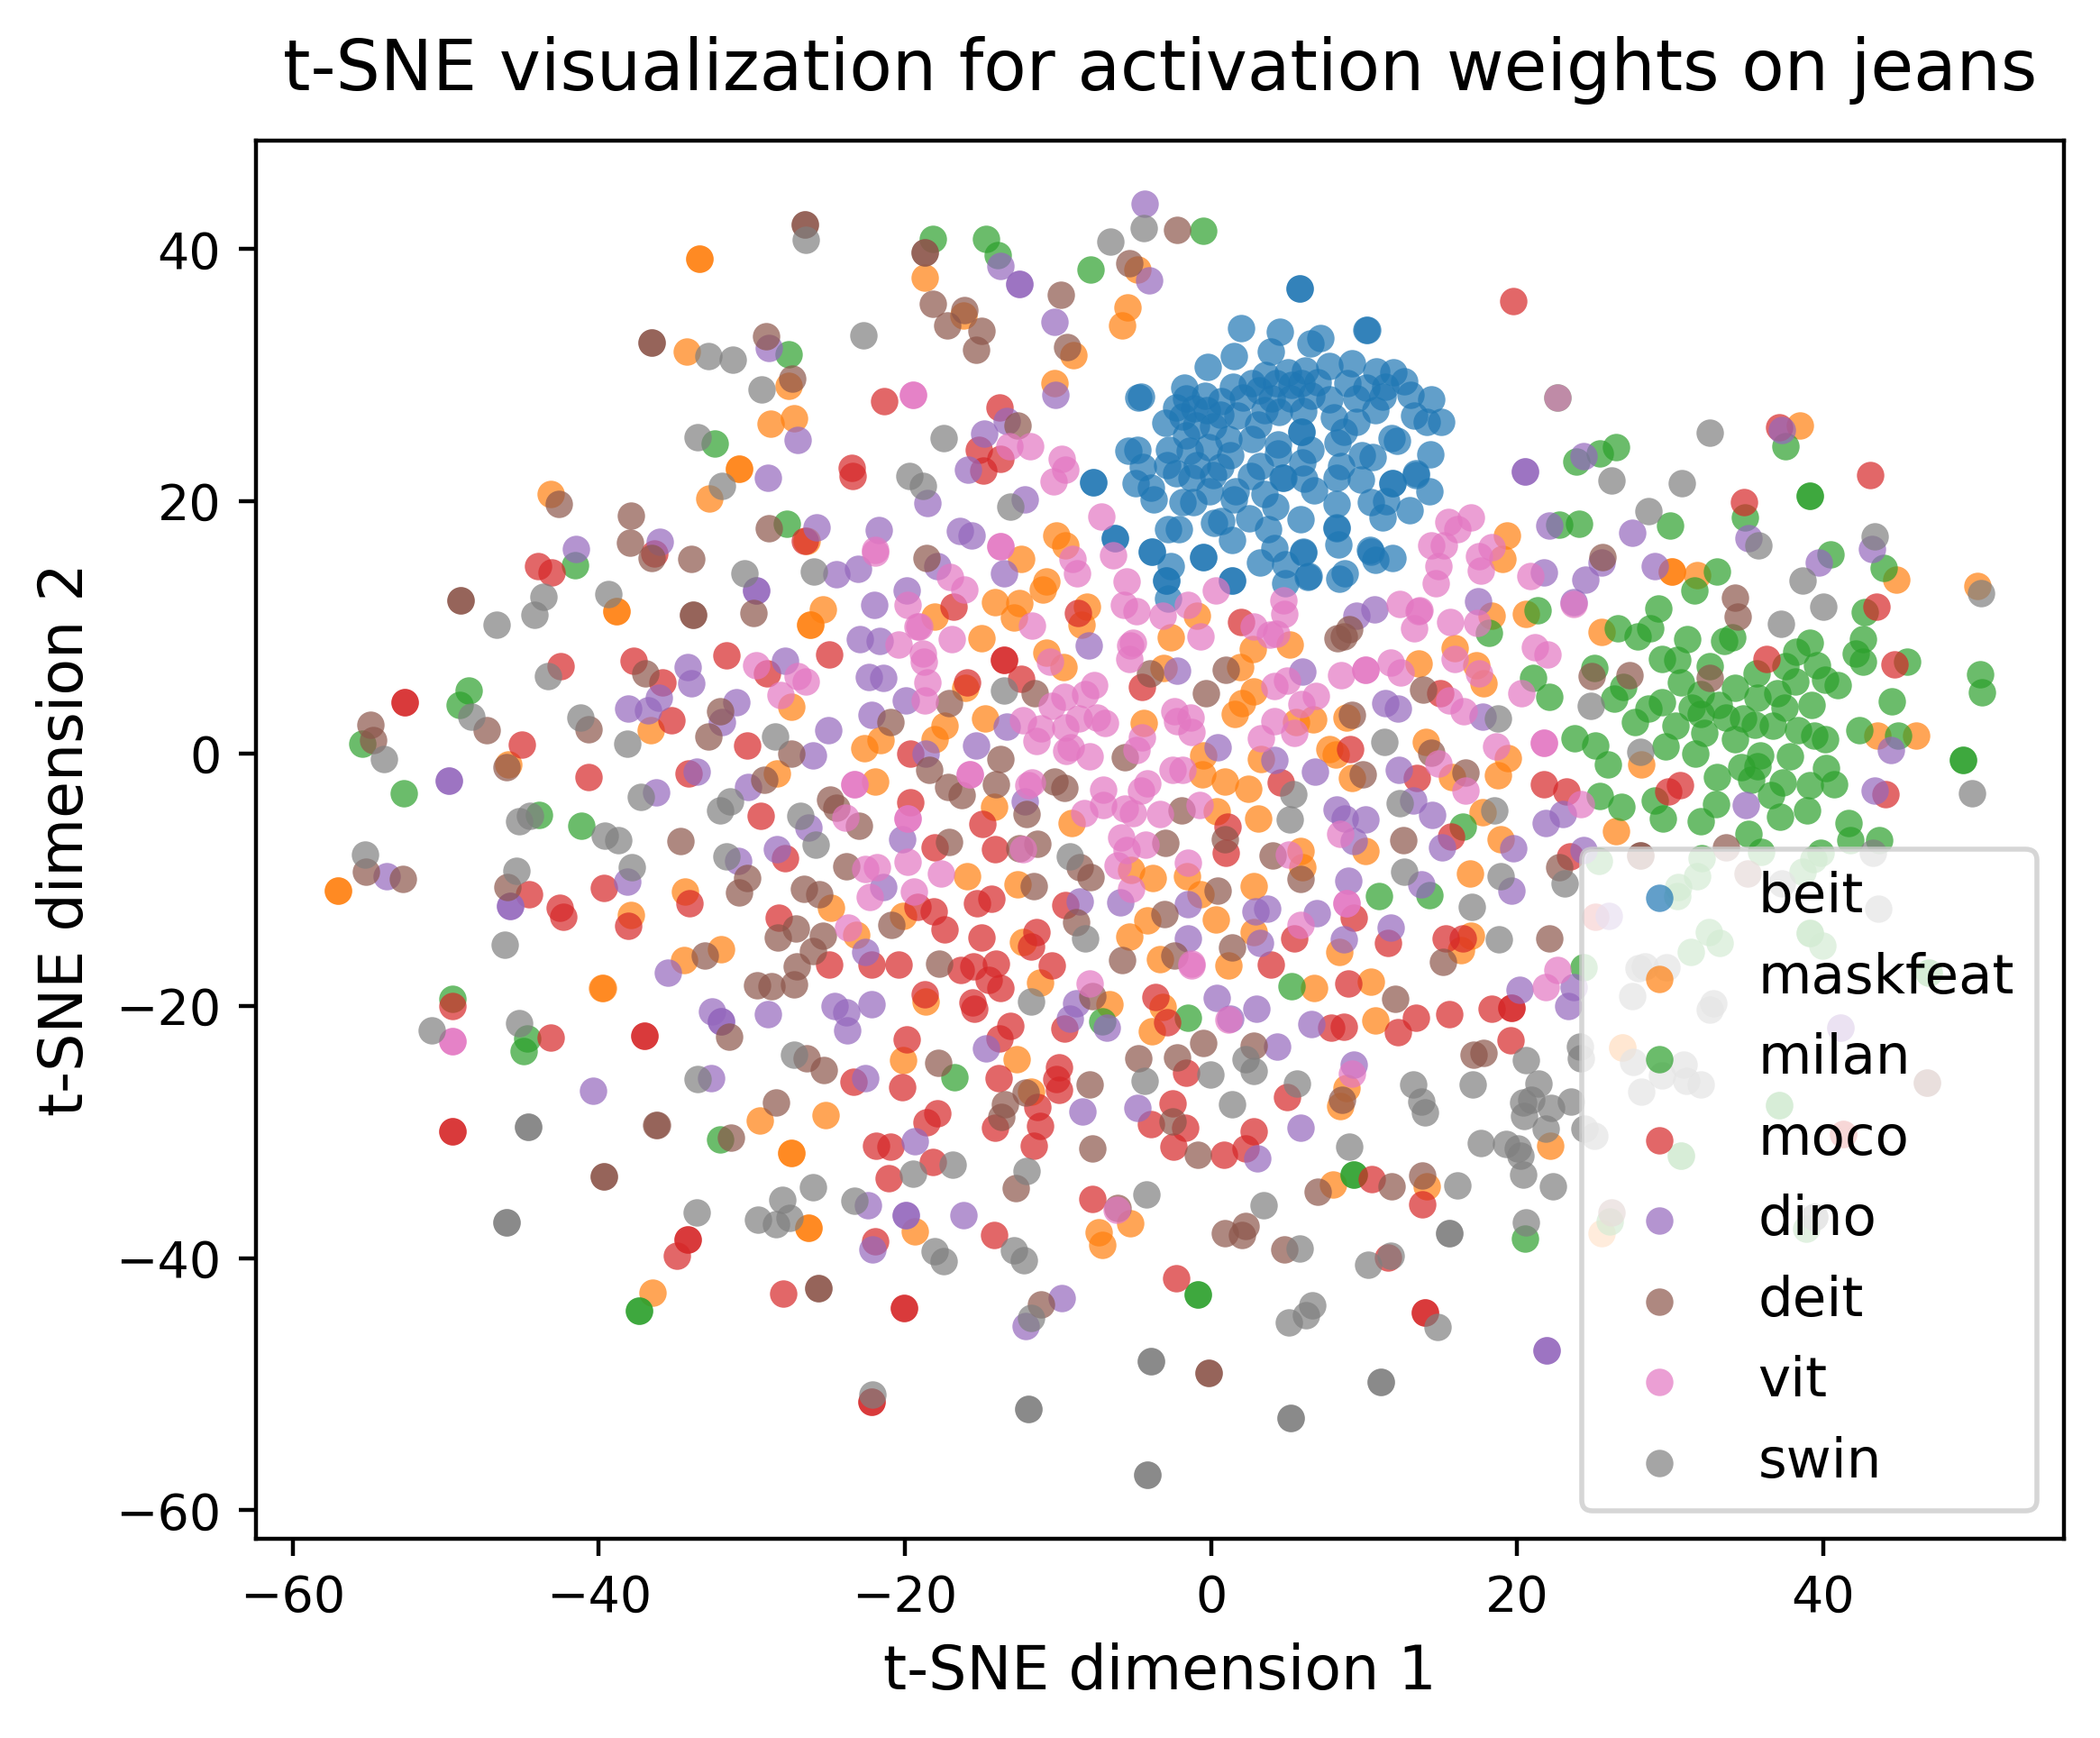 t-SNE visualization for activation weights on jeans
t-SNE dimension 2
40
20
0
−20
−40
−60
beit
maskfeat
milan
moco
dino
deit
vit
swin
−60 −40 −20 0 20 40
t-SNE dimension 1